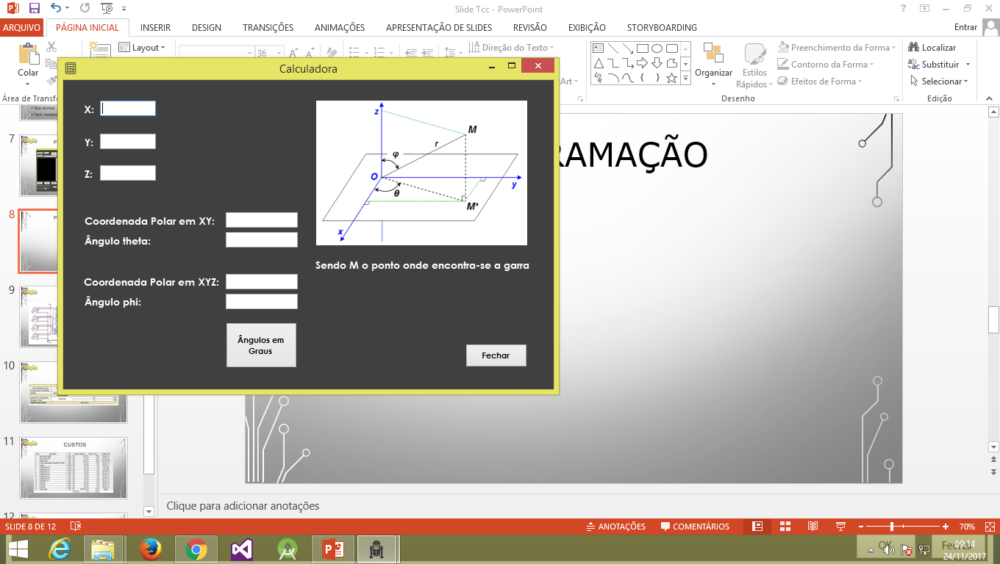 Slide Tcc - PowerPoint
ARQUIVO PÁGINA INICIAL INSERIR DESIGN TRANSIÇÕES ANIMAÇÕES APRESENTAÇÃO DE SLIDES REVISÃO EXIBIÇÃO STORYBOARDING Entrar
Colar
Layout
36
Direção do Texto
Organizar
Estilos Rápidos
Preenchimento da Forma
Contorno da Forma
Efeitos de Forma
Localizar
Substituir
Selecionar
Área de Transf
Desenho
Edição
Calculadora
X:
Y:
Z:
Coordenada Polar em XY:
Ângulo theta:
Coordenada Polar em XYZ:
Ângulo phi:
Ângulos em
Graus
z
M
r
φ
O
y
θ
M*
x
Sendo M o ponto onde encontra-se a garra
Fechar
RAMAÇÃO
7
8
9
10
11
CUSTOS
12
Clique para adicionar anotações
SLIDE 8 DE 12
ANOTAÇÕES COMENTÁRIOS 70%
OK
09:14
24/11/2017